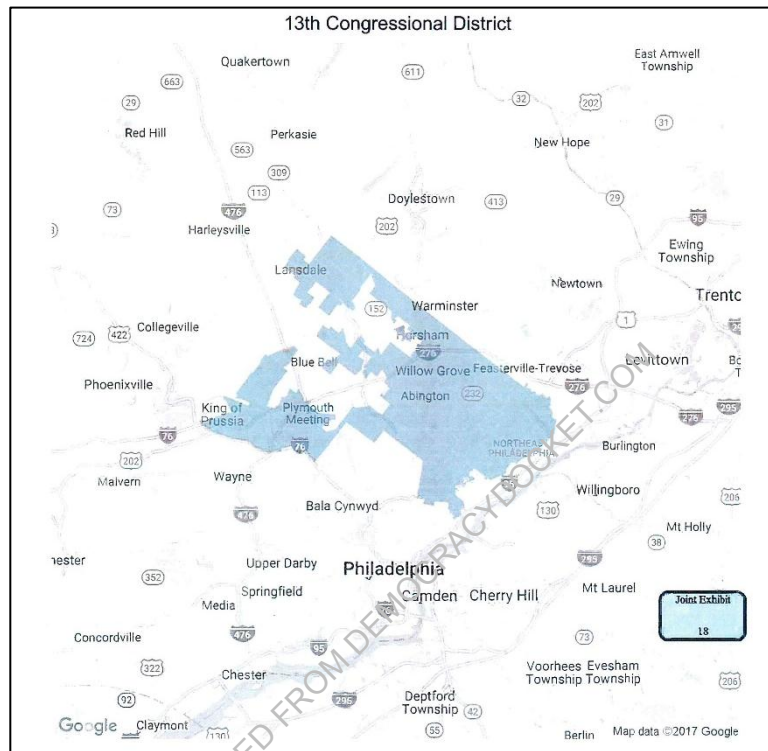 13th Congressional District
East Amwell
Township
Quakertown
611
663
202
32
29
31
Red Hill
Perkasie
New Hope
563
309
113
Doylestown
413
29
73
476
202
95
Harleysville
Ewing
Township
Lansdale
Newtown
Trento
152
Warminster
1
Collegeville
Horsham
724
422
276
Levittown
Blue Bell
Willow Grove
Feasterville-Trevose
Phoenixville
Abington
232
276
King of
Prussia
Plymouth
Meeting
276
295
76
76
NORTHEAST
PHILADELPHIA
Burlington
202
Malvern
Wayne
95
Willingboro
Bala Cynwyd
130
206
Mt Holly
38
Upper Darby
Philadelphia
295
352
Springfield
Camden
Cherry Hill
Mt Laurel
Media
76
Joint Exhibit
18
Concordville
476
95
73
322
Chester
Voorhees
Township
Evesham
Township
206
92
295
Deptford
Township
42
Google
Claymont
130
55
Berlin
Map data ©2017 Google
ED FROM DEMOCRACYDOCKET.COM